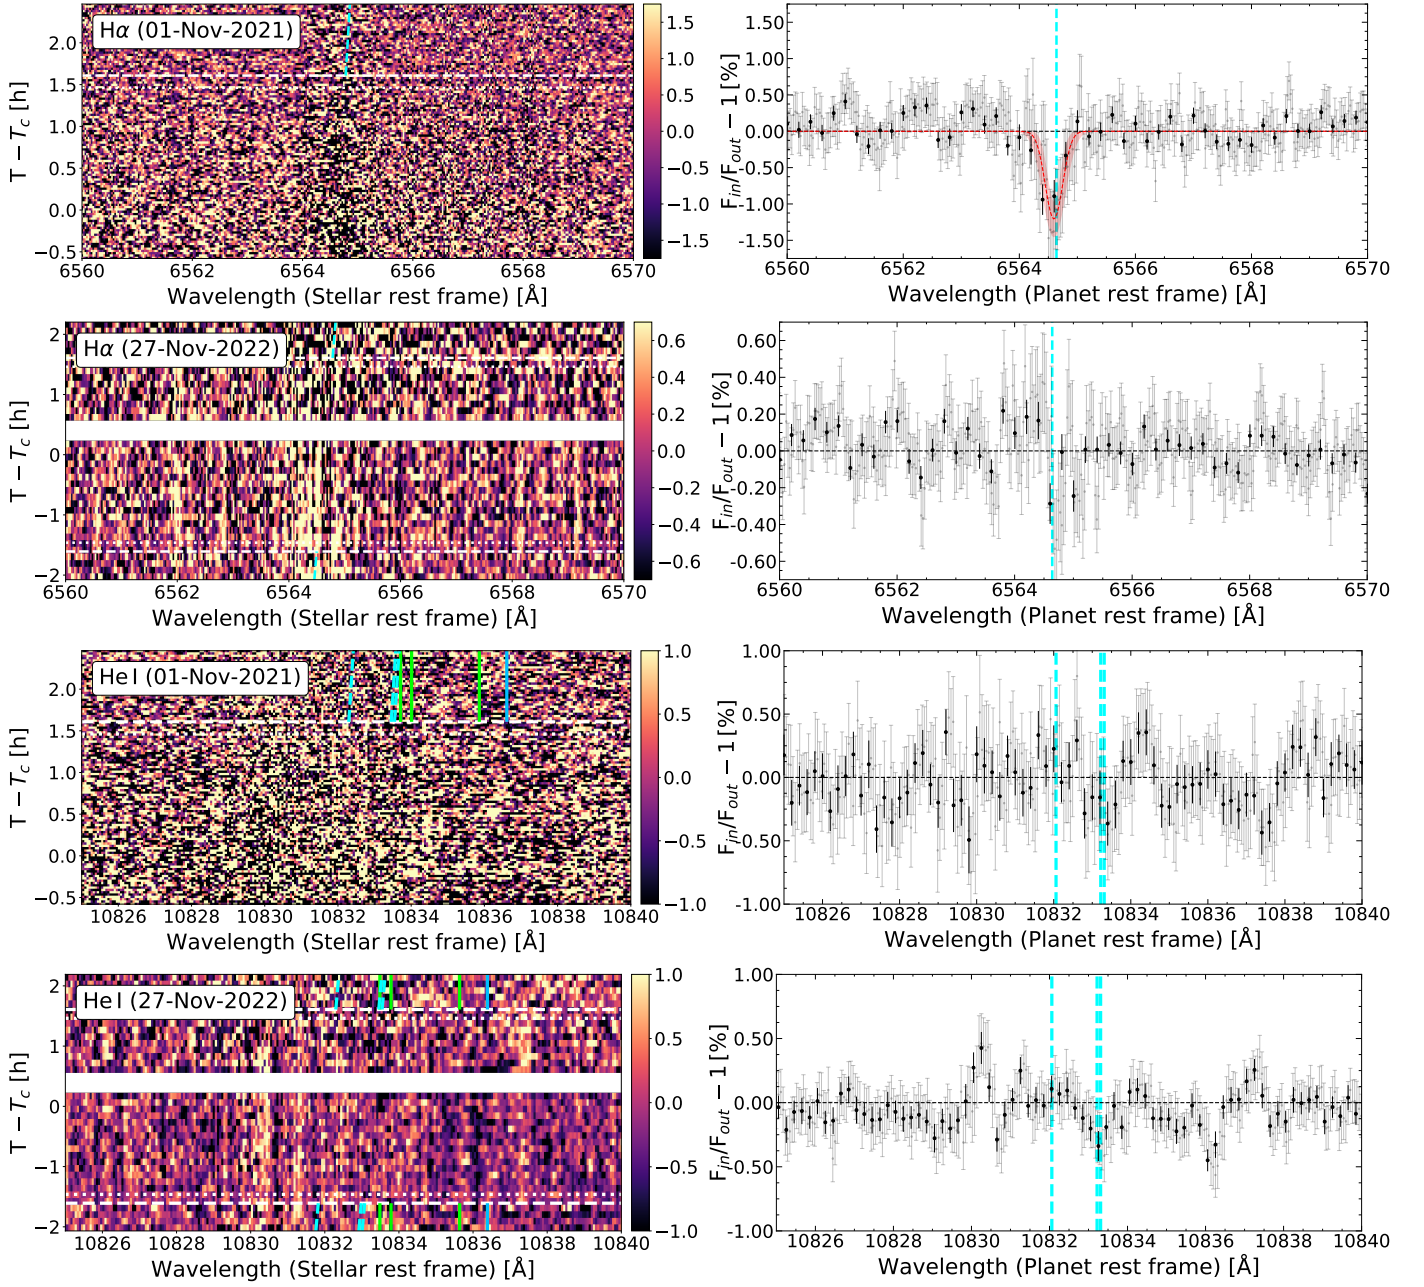 Hα (01-Nov-2021)
T − T_c [h]
2.0
1.5
1.0
0.5
0.0
−0.5
6560 6562 6564 6566 6568 6570
Wavelength (Stellar rest frame) [Å]
1.5
1.0
0.5
0.0
−0.5
−1.0
−1.5
F_in/F_out − 1 [%]
1.50
1.00
0.50
0.00
-0.50
-1.00
-1.50
6560 6562 6564 6566 6568 6570
Wavelength (Planet rest frame) [Å]
Hα (27-Nov-2022)
T − T_c [h]
2
1
0
−1
−2
6560 6562 6564 6566 6568 6570
Wavelength (Stellar rest frame) [Å]
0.6
0.4
0.2
0.0
−0.2
−0.4
−0.6
F_in/F_out − 1 [%]
0.60
0.40
0.20
0.00
-0.20
-0.40
-0.60
6560 6562 6564 6566 6568 6570
Wavelength (Planet rest frame) [Å]
He I (01-Nov-2021)
T − T_c [h]
2.0
1.5
1.0
0.5
0.0
−0.5
10826 10828 10830 10832 10834 10836 10838 10840
Wavelength (Stellar rest frame) [Å]
1.0
0.5
0.0
−0.5
−1.0
F_in/F_out − 1 [%]
1.00
0.50
0.00
-0.50
-1.00
10826 10828 10830 10832 10834 10836 10838 10840
Wavelength (Planet rest frame) [Å]
He I (27-Nov-2022)
T − T_c [h]
2
1
0
−1
−2
10826 10828 10830 10832 10834 10836 10838 10840
Wavelength (Stellar rest frame) [Å]
1.0
0.5
0.0
−0.5
−1.0
F_in/F_out − 1 [%]
1.00
0.50
0.00
-0.50
-1.00
10826 10828 10830 10832 10834 10836 10838 10840
Wavelength (Planet rest frame) [Å]